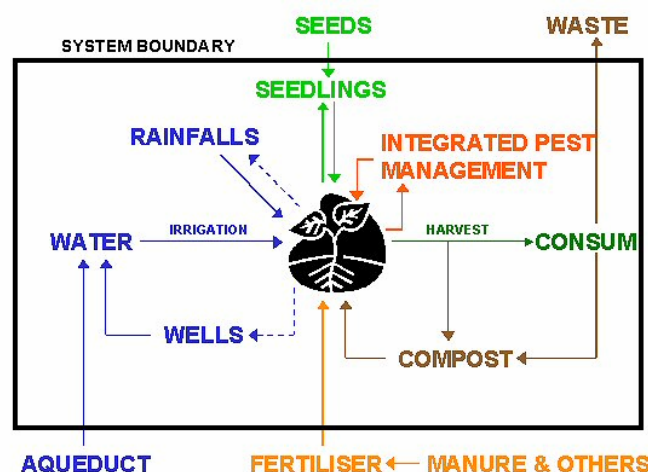 SEEDS
WASTE
SYSTEM BOUNDARY
SEEDLINGS
RAINFALLS
INTEGRATED PEST
MANAGEMENT
IRRIGATION
HARVEST
WATER
CONSUM
WELLS
COMPOST
AQUEDUCT
FERTILISER
MANURE & OTHERS